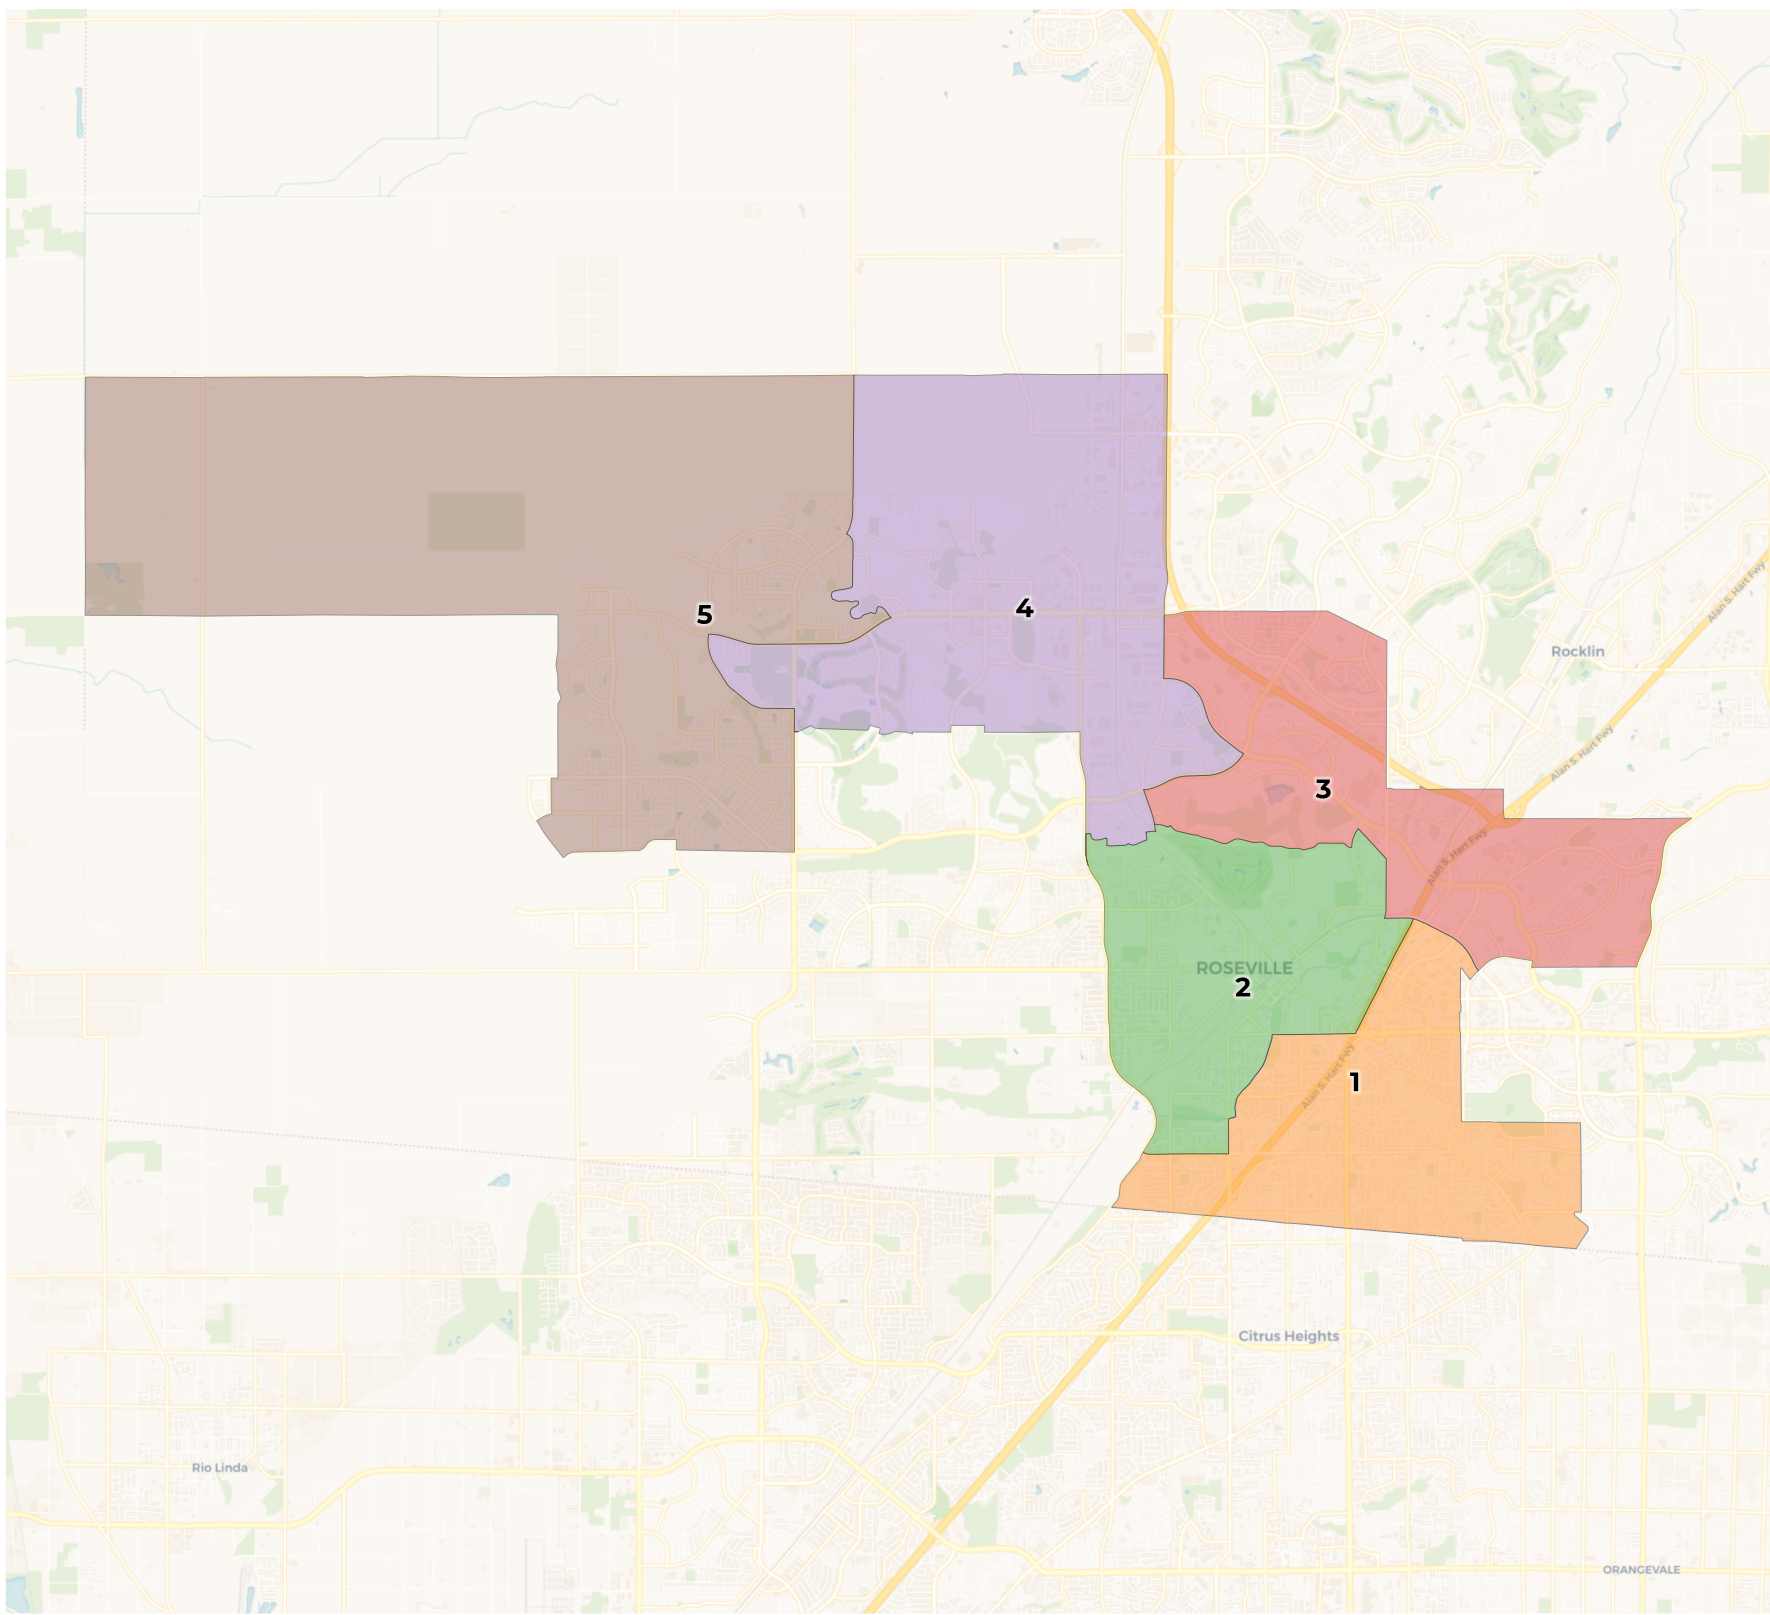 Alan S. Hart Fwy
5
4
Rocklin
Alan S. Hart Fwy
3
Alan S. Hart Fwy
ROSEVILLE
2
Alan S. Hart Fwy
1
Citrus Heights
Rio Linda
ORANGEVALE